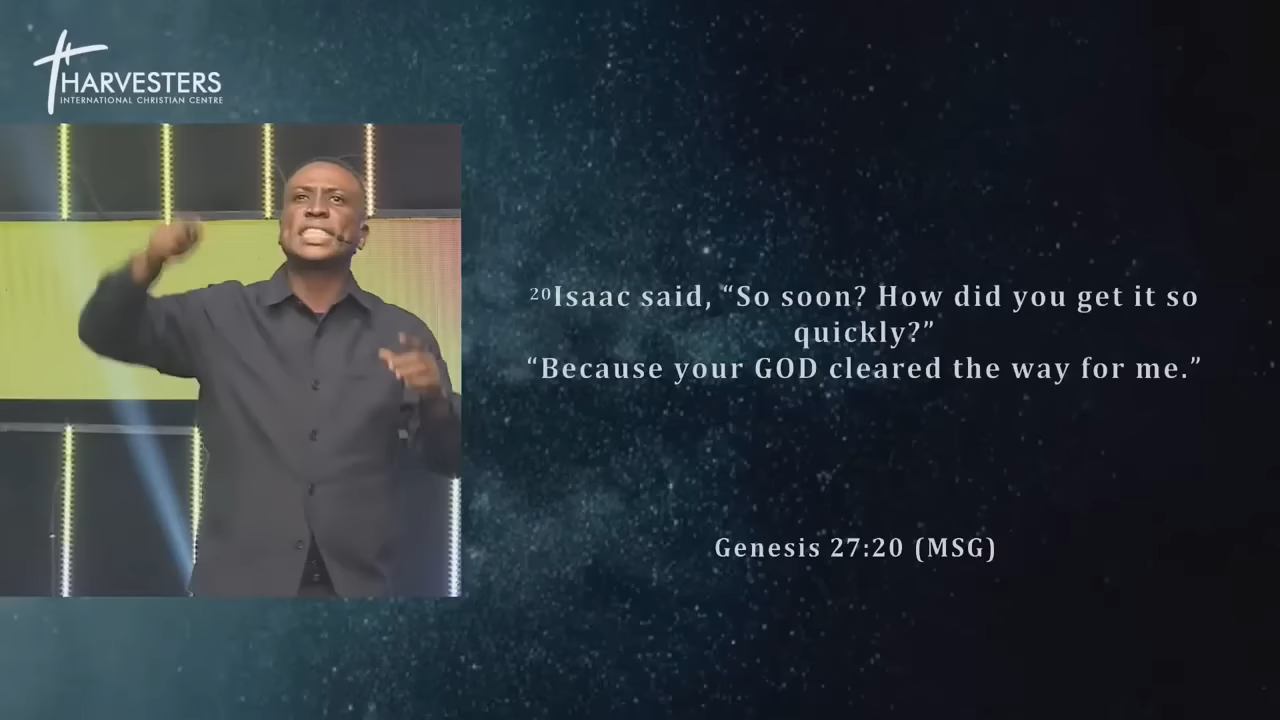 HARVESTERS
INTERNATIONAL CHRISTIAN CENTRE
20Isaac said, “So soon? How did you get it so
quickly?”
“Because your GOD cleared the way for me.”
Genesis 27:20 (MSG)